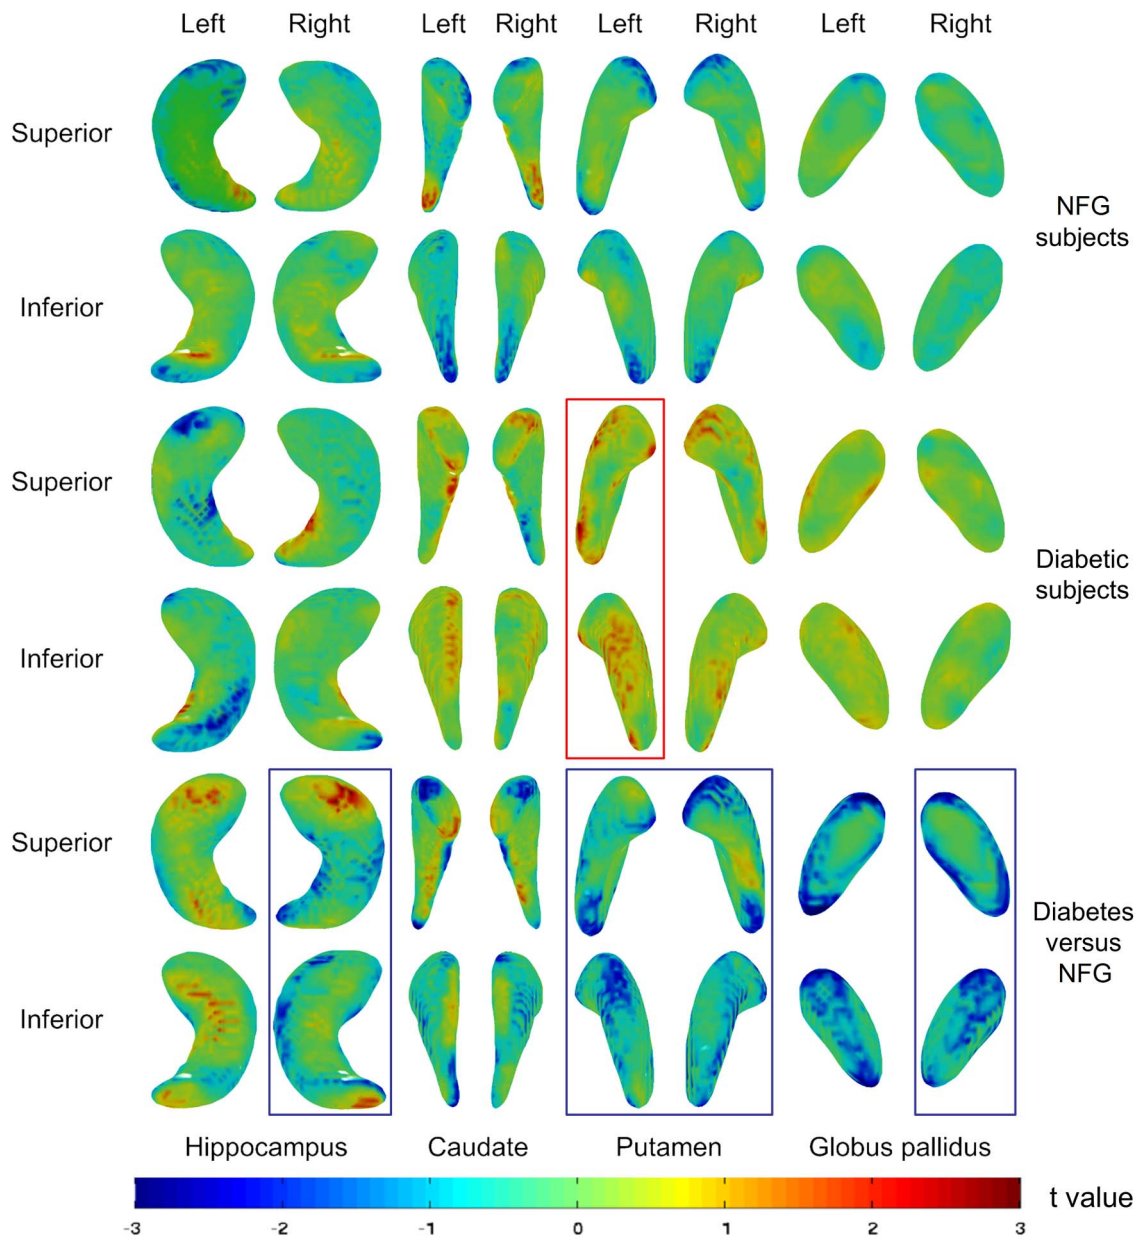 Left Right Left Right Left Right Left Right
Superior
NFG
subjects
Inferior
Superior
Diabetic
subjects
Inferior
Superior
Diabetes
versus
NFG
Inferior
Hippocampus Caudate Putamen Globus pallidus
t value
-3 -2 -1 0 1 2 3